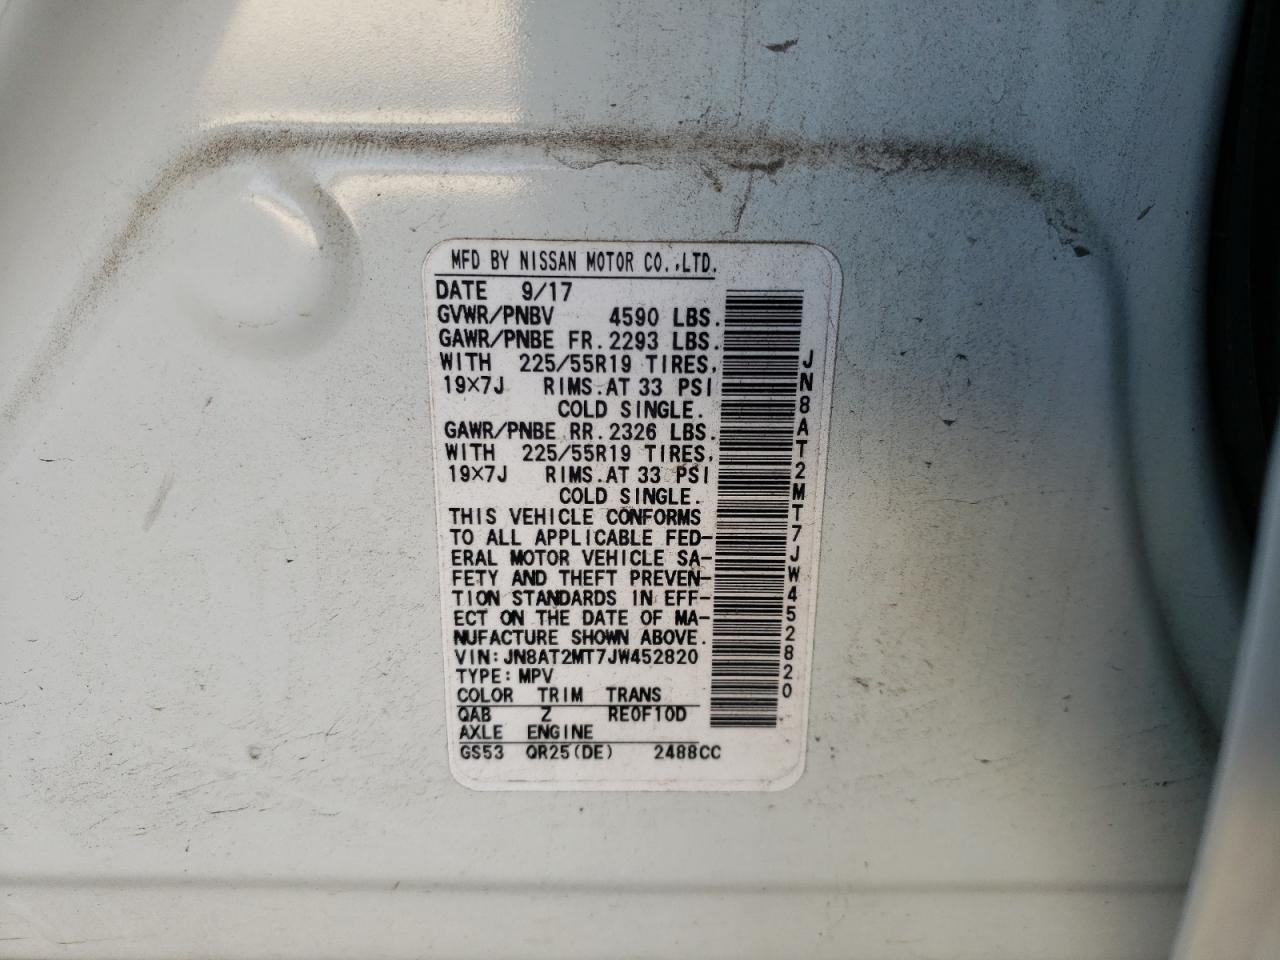 MFD BY NISSAN MOTOR CO.,LTD.
DATE 9/17
GVWR/PNBV 4590 LBS.
GAWR/PNBE FR. 2293 LBS.
WITH 225/55R19 TIRES,
19×7J RIMS.AT 33 PSI
COLD SINGLE.
GAWR/PNBE RR. 2326 LBS.
WITH 225/55R19 TIRES,
19×7J RIMS.AT 33 PSI
COLD SINGLE.
THIS VEHICLE CONFORMS
TO ALL APPLICABLE FED-
ERAL MOTOR VEHICLE SA-
FETY AND THEFT PREVEN-
TION STANDARDS IN EFF-
ECT ON THE DATE OF MA-
NUFACTURE SHOWN ABOVE.
VIN:JN8AT2MT7JW452820
TYPE:MPV
COLOR TRIM TRANS
QAB Z RE0F10D
AXLE ENGINE
GS53 QR25(DE) 2488CC
JN8AT2MT7JW452820